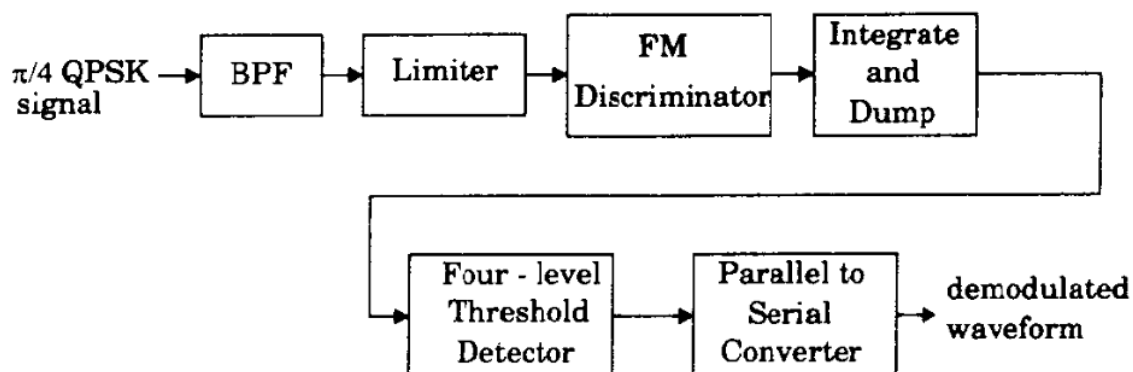 π/4 QPSK
signal
BPF
Limiter
FM
Discriminator
Integrate
and
Dump
Four - level
Threshold
Detector
Parallel to
Serial
Converter
demodulated
waveform